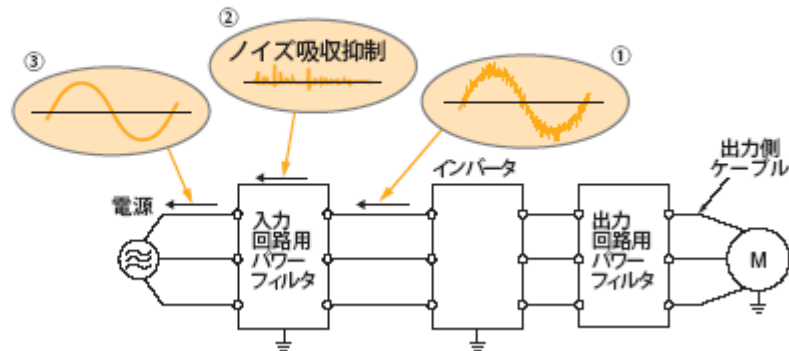 ②
ノイズ吸収抑制
③
①
電源
インバータ
出力側
ケーブル
入力
回路用
パワー
フィルタ
出力
回路用
パワー
フィルタ
M